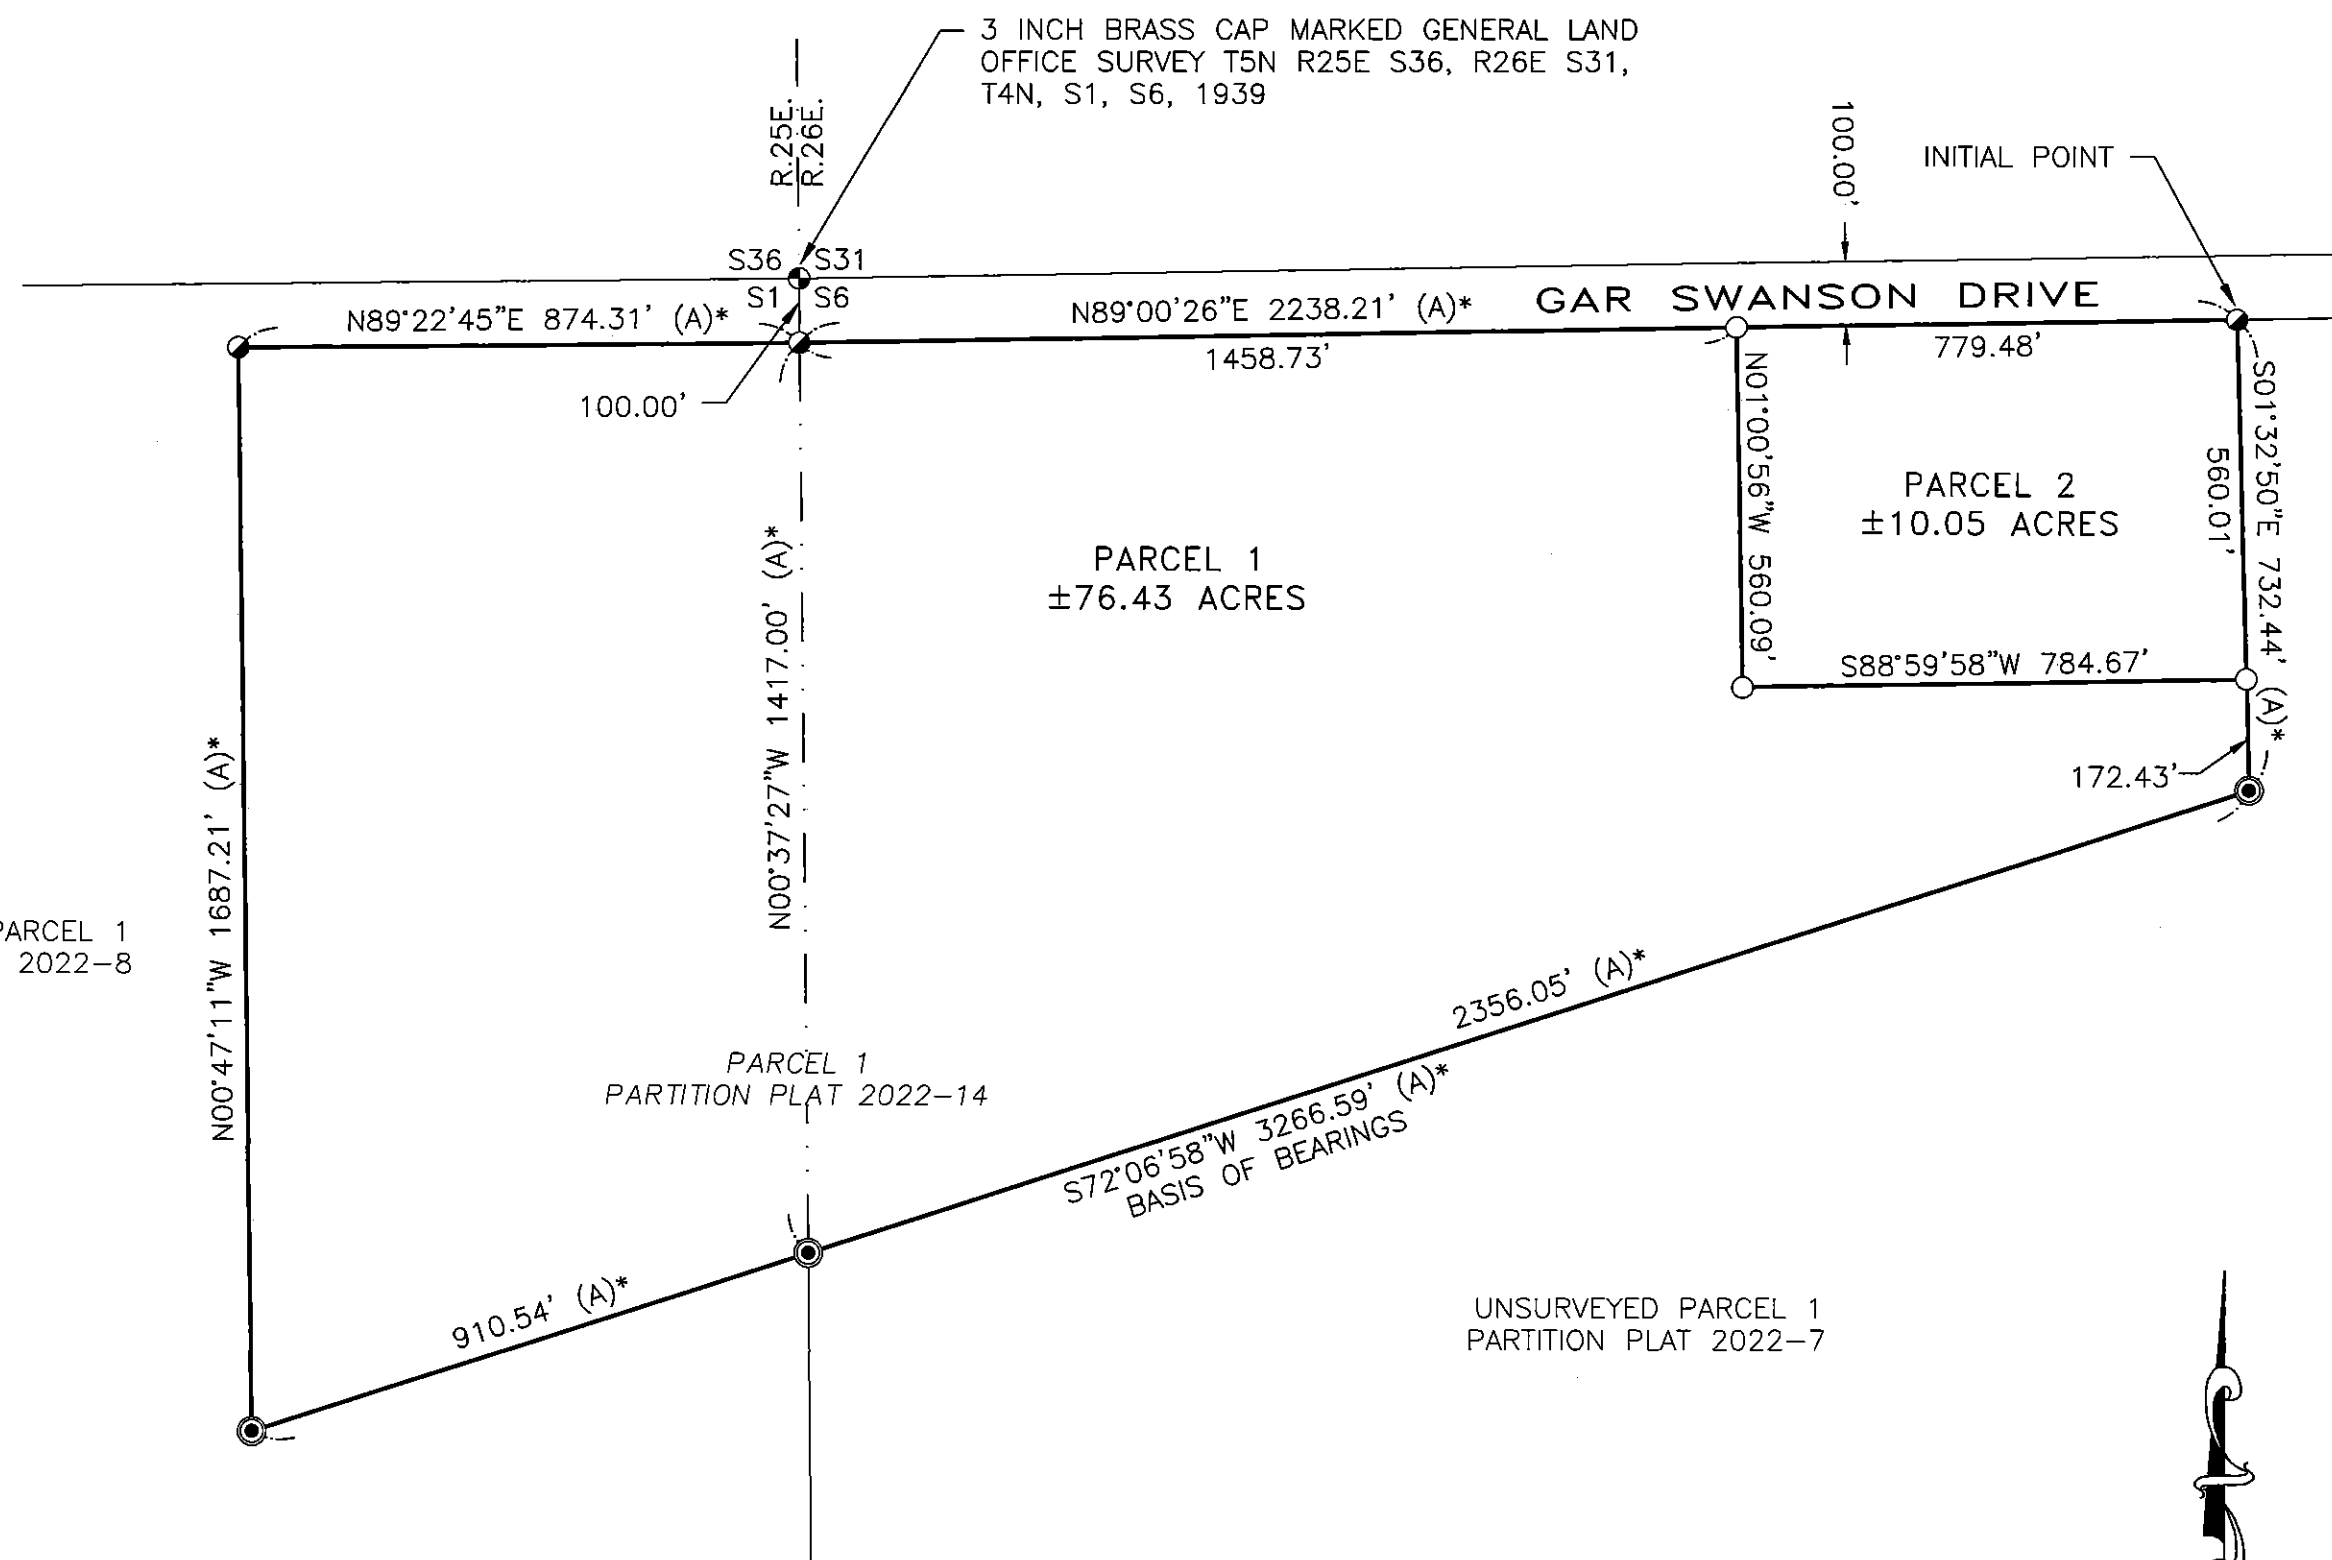 3 INCH BRASS CAP MARKED GENERAL LAND
OFFICE SURVEY T5N R25E S36, R26E S31,
T4N, S1, S6, 1939
R.25E.
R.26E.
100.00'
INITIAL POINT
S36
S31
S1
S6
N89°22'45"E 874.31' (A)*
N89°00'26"E 2238.21' (A)*
GAR SWANSON DRIVE
1458.73'
779.48'
100.00'
N01°00'56"W 560.09'
S01°32'50"E 732.44' (A)*
560.01'
PARCEL 2
±10.05 ACRES
PARCEL 1
±76.43 ACRES
N00°37'27"W 1417.00' (A)*
S88°59'58"W 784.67'
172.43'
N00°47'11"W 1687.21' (A)*
PARCEL 1
2022-8
2356.05' (A)*
PARCEL 1
PARTITION PLAT 2022-14
S72°06'58"W 3266.59' (A)*
BASIS OF BEARINGS
910.54' (A)*
UNSURVEYED PARCEL 1
PARTITION PLAT 2022-7